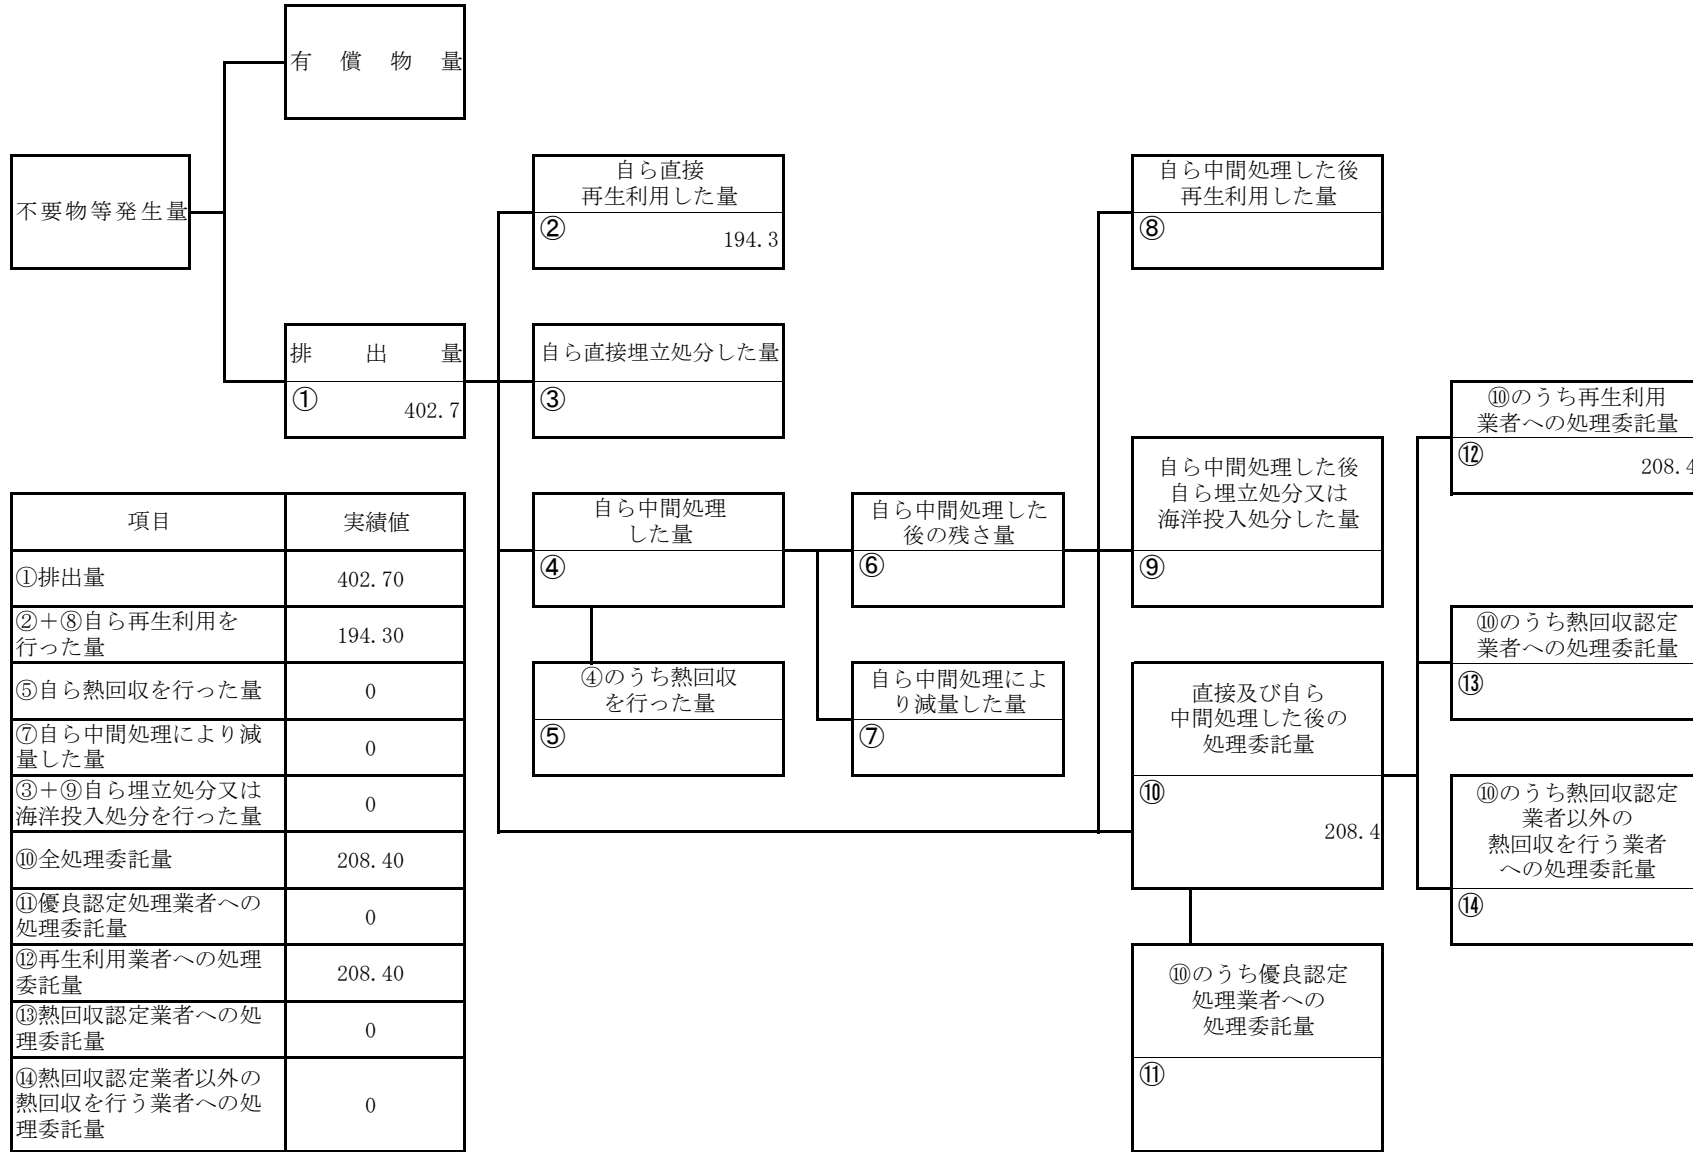 有償物量
不要物等発生量
自ら直接
再生利用した量
②
194.3
自ら中間処理した後
再生利用した量
⑧
排出量
①
402.7
自ら直接埋立処分した量
③
⑩のうち再生利用
業者への処理委託量
⑫
208.4
自ら中間処理
した量
④
自ら中間処理した
後の残さ量
⑥
自ら中間処理した後
自ら埋立処分又は
海洋投入処分した量
⑨
⑩のうち熱回収認定
業者への処理委託量
⑬
④のうち熱回収
を行った量
⑤
自ら中間処理によ
り減量した量
⑦
直接及び自ら
中間処理した後の
処理委託量
⑩
208.4
⑩のうち熱回収認定
業者以外の
熱回収を行う業者
への処理委託量
⑭
⑩のうち優良認定
処理業者への
処理委託量
⑪
項目 実績値
①排出量 402.70
②+⑧自ら再生利用を
行った量 194.30
⑤自ら熱回収を行った量 0
⑦自ら中間処理により減
量した量 0
③+⑨自ら埋立処分又は
海洋投入処分を行った量 0
⑩全処理委託量 208.40
⑪優良認定処理業者への
処理委託量 0
⑫再生利用業者への処理
委託量 208.40
⑬熱回収認定業者への処
理委託量 0
⑭熱回収認定業者以外の
熱回収を行う業者への処
理委託量 0